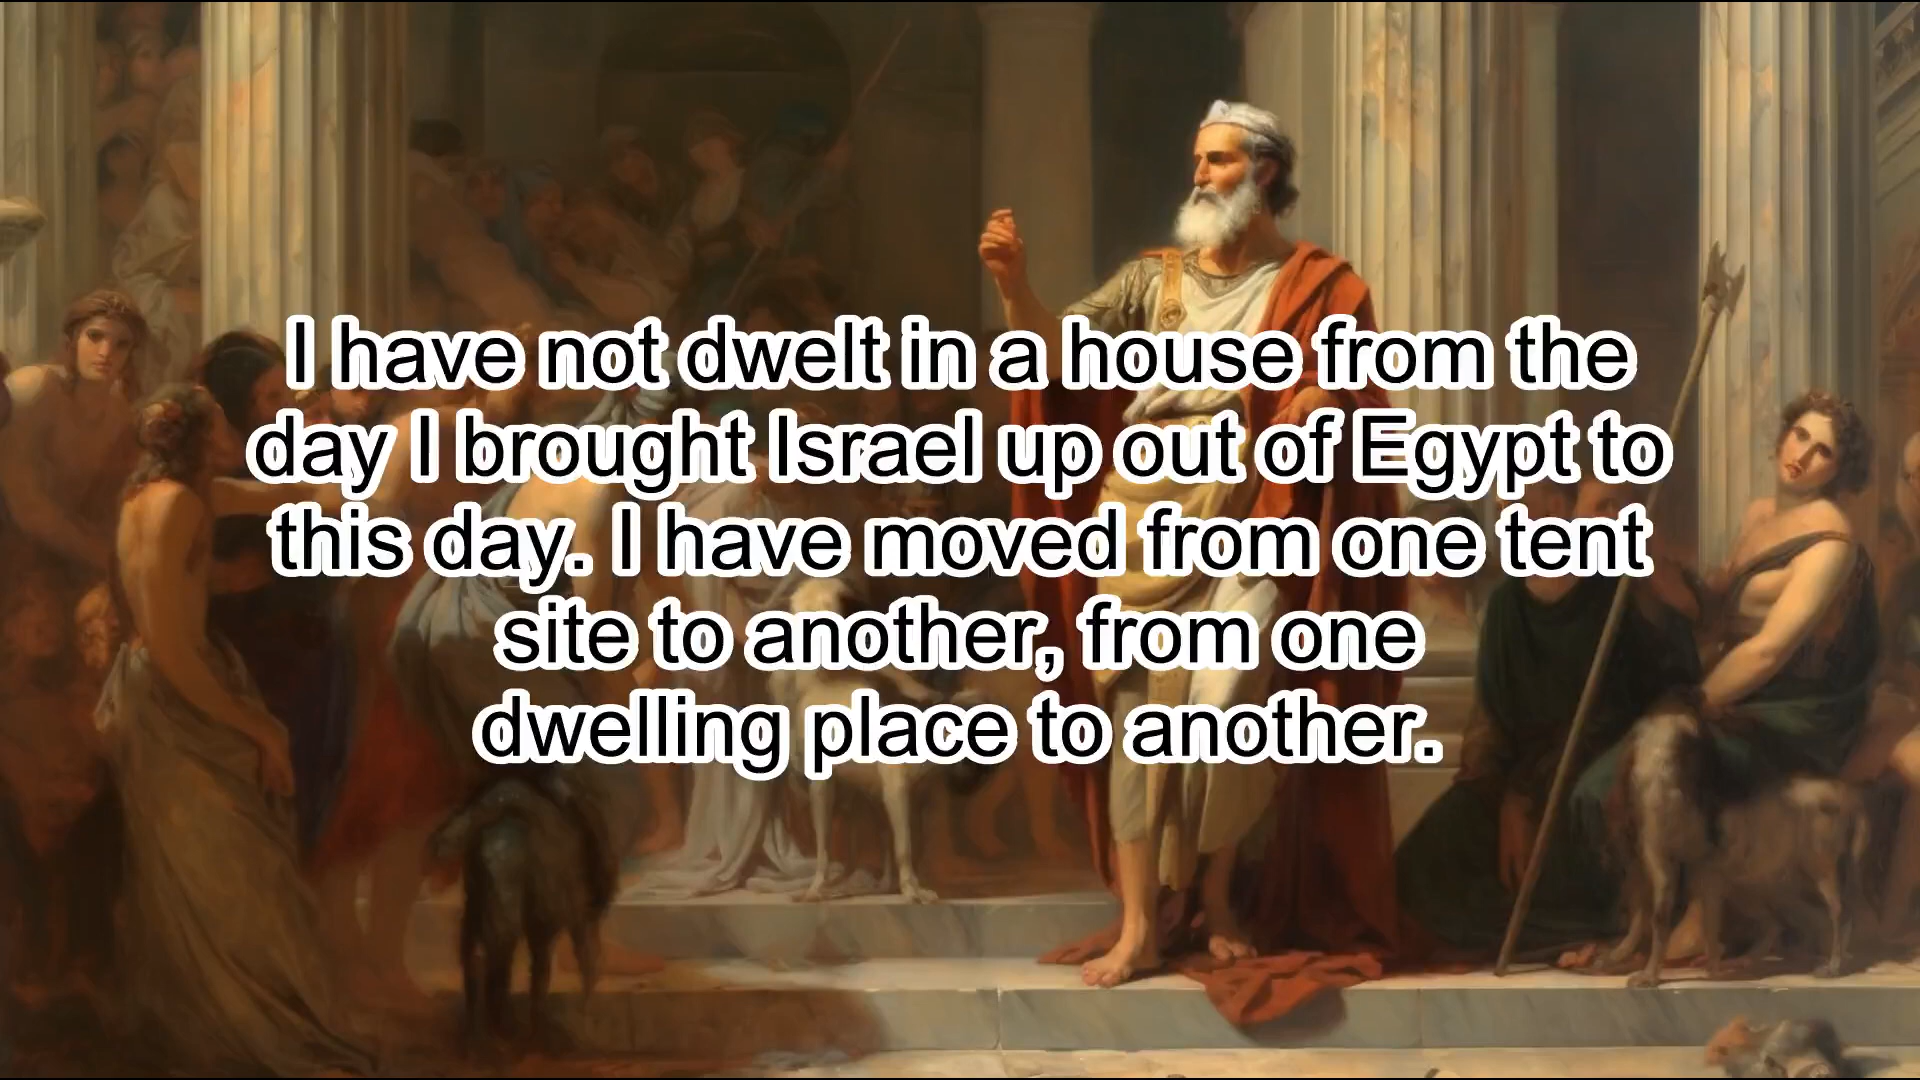 I have not dwelt in a house from the
day I brought Israel up out of Egypt to
this day. I have moved from one tent
site to another, from one
dwelling place to another.